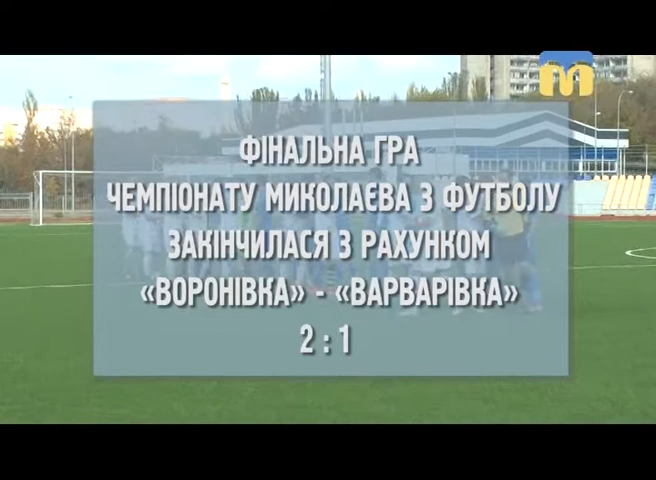 ФІНАЛЬНА ГРА
ЧЕМПІОНАТУ МИКОЛАЄВА З ФУТБОЛУ
ЗАКІНЧИЛАСЯ З РАХУНКОМ
«ВОРОНІВКА» - «ВАРВАРІВКА»
2 : 1